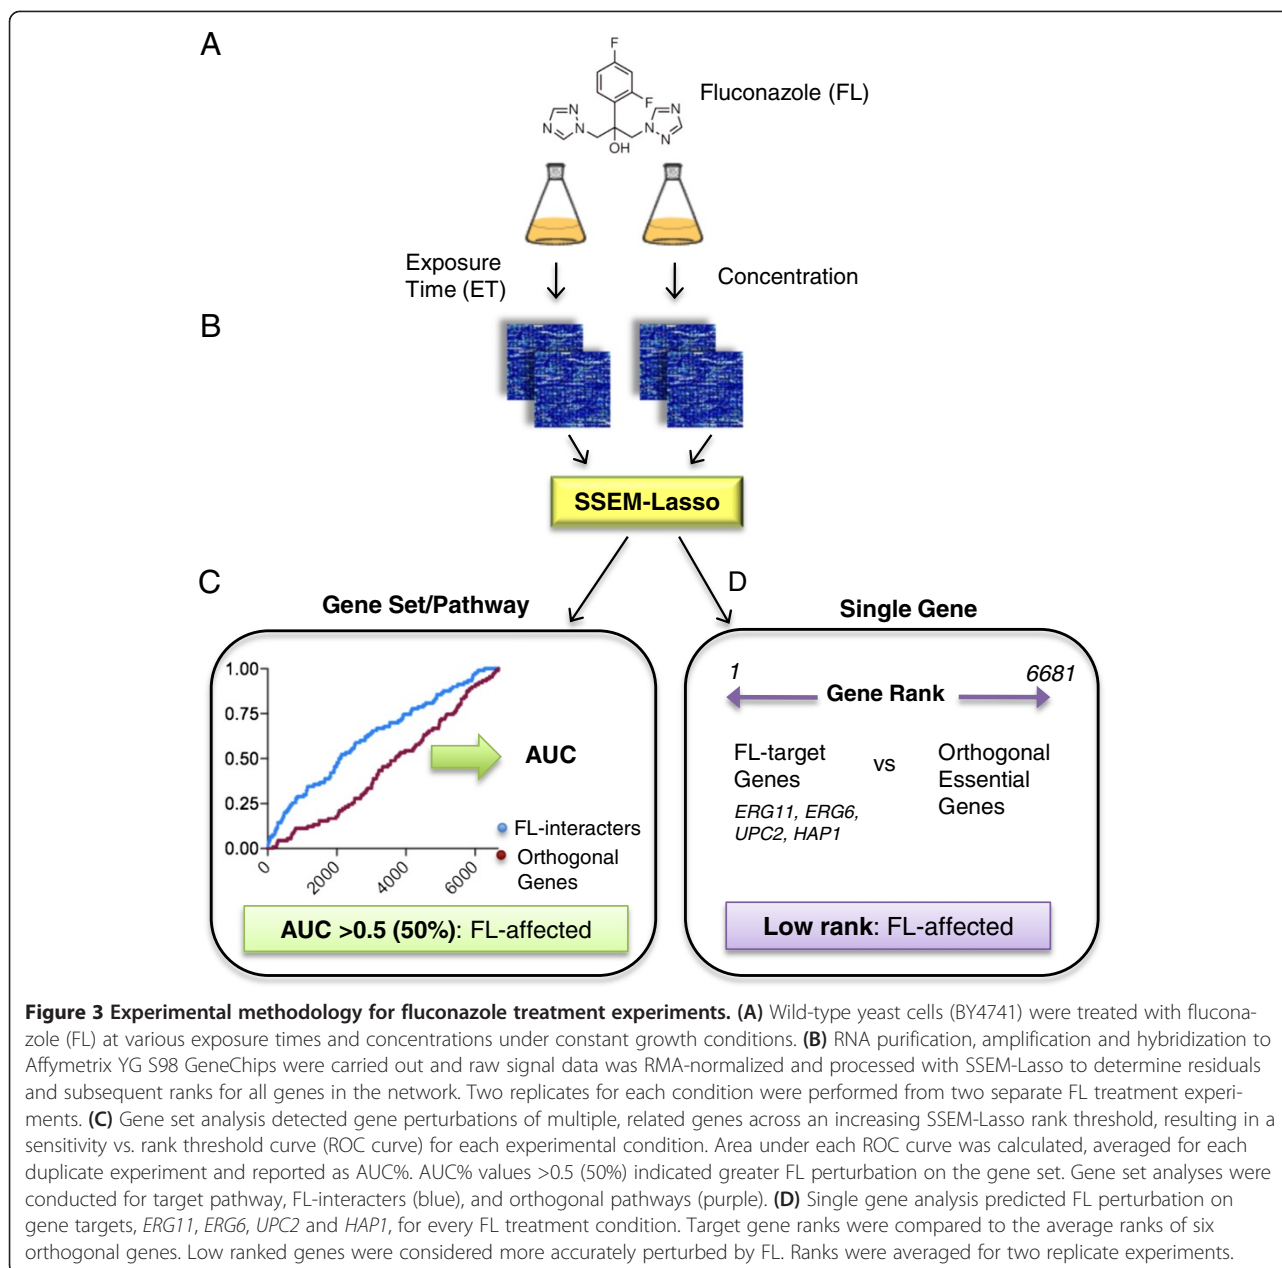 A
F
F
Fluconazole (FL)
N
N
N
N
N
N
OH
Exposure
Time (ET)
Concentration
B
SSEM-Lasso
C
Gene Set/Pathway
1.00
0.75
0.50
0.25
0.00
0
2000
4000
6000
AUC
FL-interacters
Orthogonal
Genes
AUC >0.5 (50%): FL-affected
D
Single Gene
1
6681
Gene Rank
FL-target
Genes
vs
Orthogonal
Essential
Genes
ERG11, ERG6,
UPC2, HAP1
Low rank: FL-affected
Figure 3 Experimental methodology for fluconazole treatment experiments. (A) Wild-type yeast cells (BY4741) were treated with flucona-
zole (FL) at various exposure times and concentrations under constant growth conditions. (B) RNA purification, amplification and hybridization to
Affymetrix YG S98 GeneChips were carried out and raw signal data was RMA-normalized and processed with SSEM-Lasso to determine residuals
and subsequent ranks for all genes in the network. Two replicates for each condition were performed from two separate FL treatment experi-
ments. (C) Gene set analysis detected gene perturbations of multiple, related genes across an increasing SSEM-Lasso rank threshold, resulting in a
sensitivity vs. rank threshold curve (ROC curve) for each experimental condition. Area under each ROC curve was calculated, averaged for each
duplicate experiment and reported as AUC%. AUC% values >0.5 (50%) indicated greater FL perturbation on the gene set. Gene set analyses were
conducted for target pathway, FL-interacters (blue), and orthogonal pathways (purple). (D) Single gene analysis predicted FL perturbation on
gene targets, ERG11, ERG6, UPC2 and HAP1, for every FL treatment condition. Target gene ranks were compared to the average ranks of six
orthogonal genes. Low ranked genes were considered more accurately perturbed by FL. Ranks were averaged for two replicate experiments.